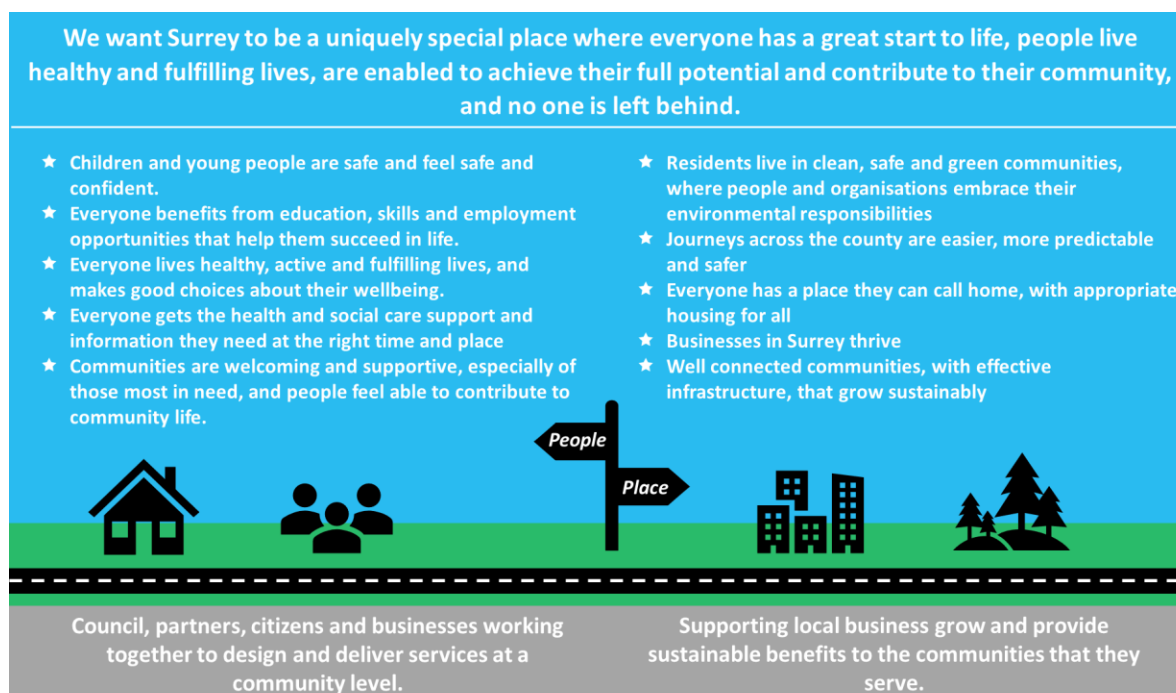 We want Surrey to be a uniquely special place where everyone has a great start to life, people live
healthy and fulfilling lives, are enabled to achieve their full potential and contribute to their community,
and no one is left behind.
Children and young people are safe and feel safe and
confident.
Everyone benefits from education, skills and employment
opportunities that help them succeed in life.
Everyone lives healthy, active and fulfilling lives, and
makes good choices about their wellbeing.
Everyone gets the health and social care support and
information they need at the right time and place
Communities are welcoming and supportive, especially of
those most in need, and people feel able to contribute to
community life.
Residents live in clean, safe and green communities,
where people and organisations embrace their
environmental responsibilities
Journeys across the county are easier, more predictable
and safer
Everyone has a place they can call home, with appropriate
housing for all
Businesses in Surrey thrive
Well connected communities, with effective
infrastructure, that grow sustainably
People
Place
Council, partners, citizens and businesses working
together to design and deliver services at a
community level.
Supporting local business grow and provide
sustainable benefits to the communities that they
serve.